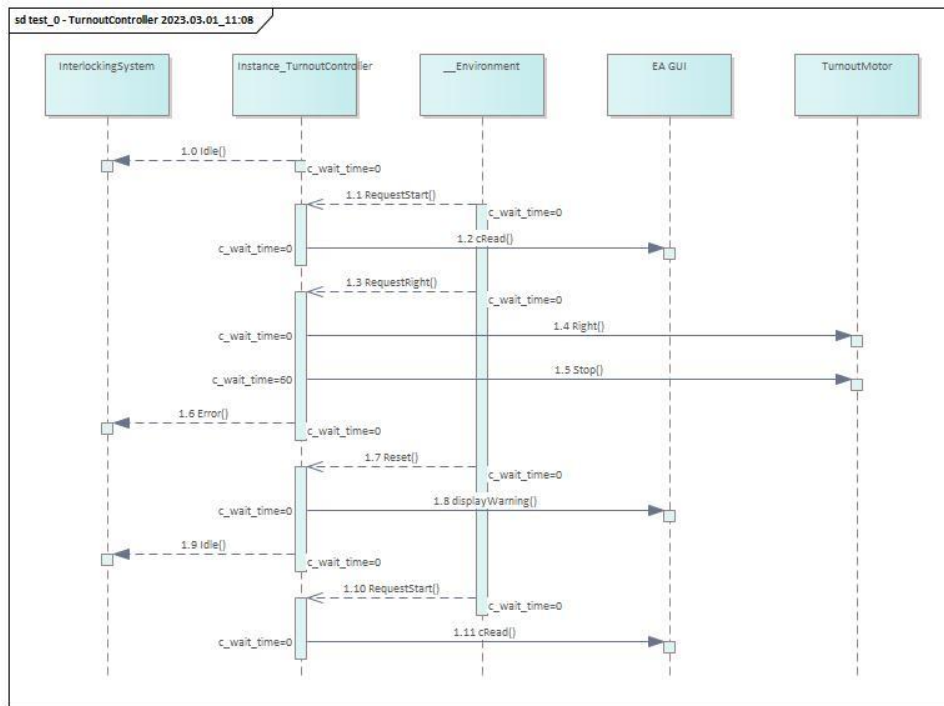 sd test_0 - TurnoutController 2023.03.01_11:08
InterlockingSystem
Instance_TurnoutController
__Environment
EA GUI
TurnoutMotor
1.0 Idle()
c_wait_time=0
1.1 RequestStart()
c_wait_time=0
1.2 cRead()
c_wait_time=0
1.3 RequestRight()
c_wait_time=0
1.4 Right()
c_wait_time=0
1.5 Stop()
c_wait_time=60
1.6 Error()
c_wait_time=0
1.7 Reset()
c_wait_time=0
1.8 displayWarning()
c_wait_time=0
1.9 Idle()
c_wait_time=0
1.10 RequestStart()
c_wait_time=0
1.11 cRead()
c_wait_time=0